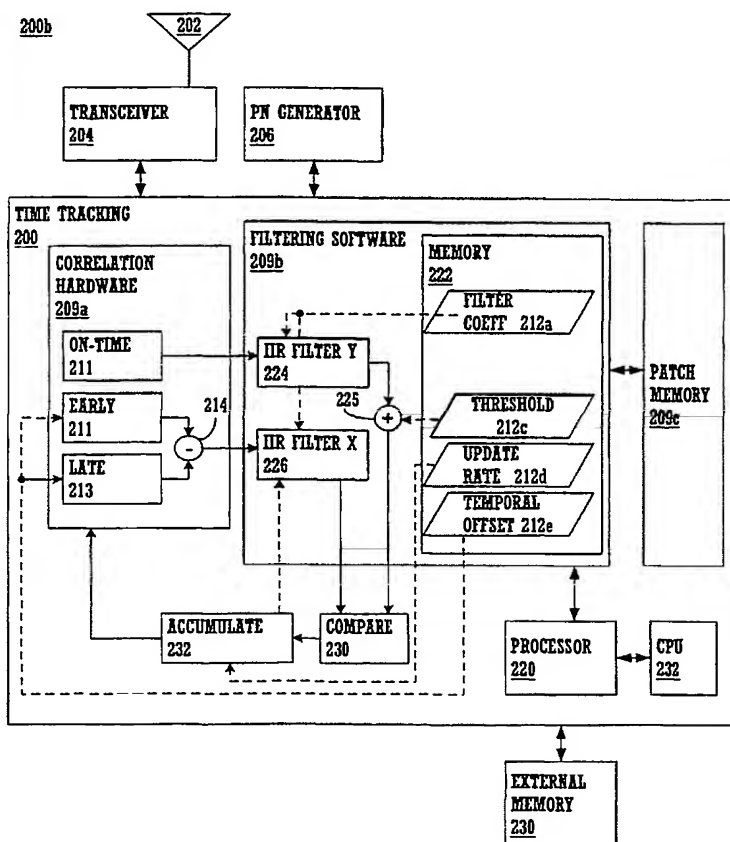 200b
202
TRANSCEIVER
204
PN GENERATOR
206
TIME TRACKING
200
CORRELATION
HARDWARE
209a
ON-TIME
211
EARLY
211
LATE
213
214
FILTERING SOFTWARE
209b
IIR FILTER Y
224
225
+
-
IIR FILTER X
226
MEMORY
222
FILTER
COEFF 212a
THRESHOLD
212c
UPDATE
RATE 212d
TEMPORAL
OFFSET 212e
PATCH
MEMORY
209c
ACCUMULATE
232
COMPARE
230
PROCESSOR
220
CPU
232
EXTERNAL
MEMORY
230